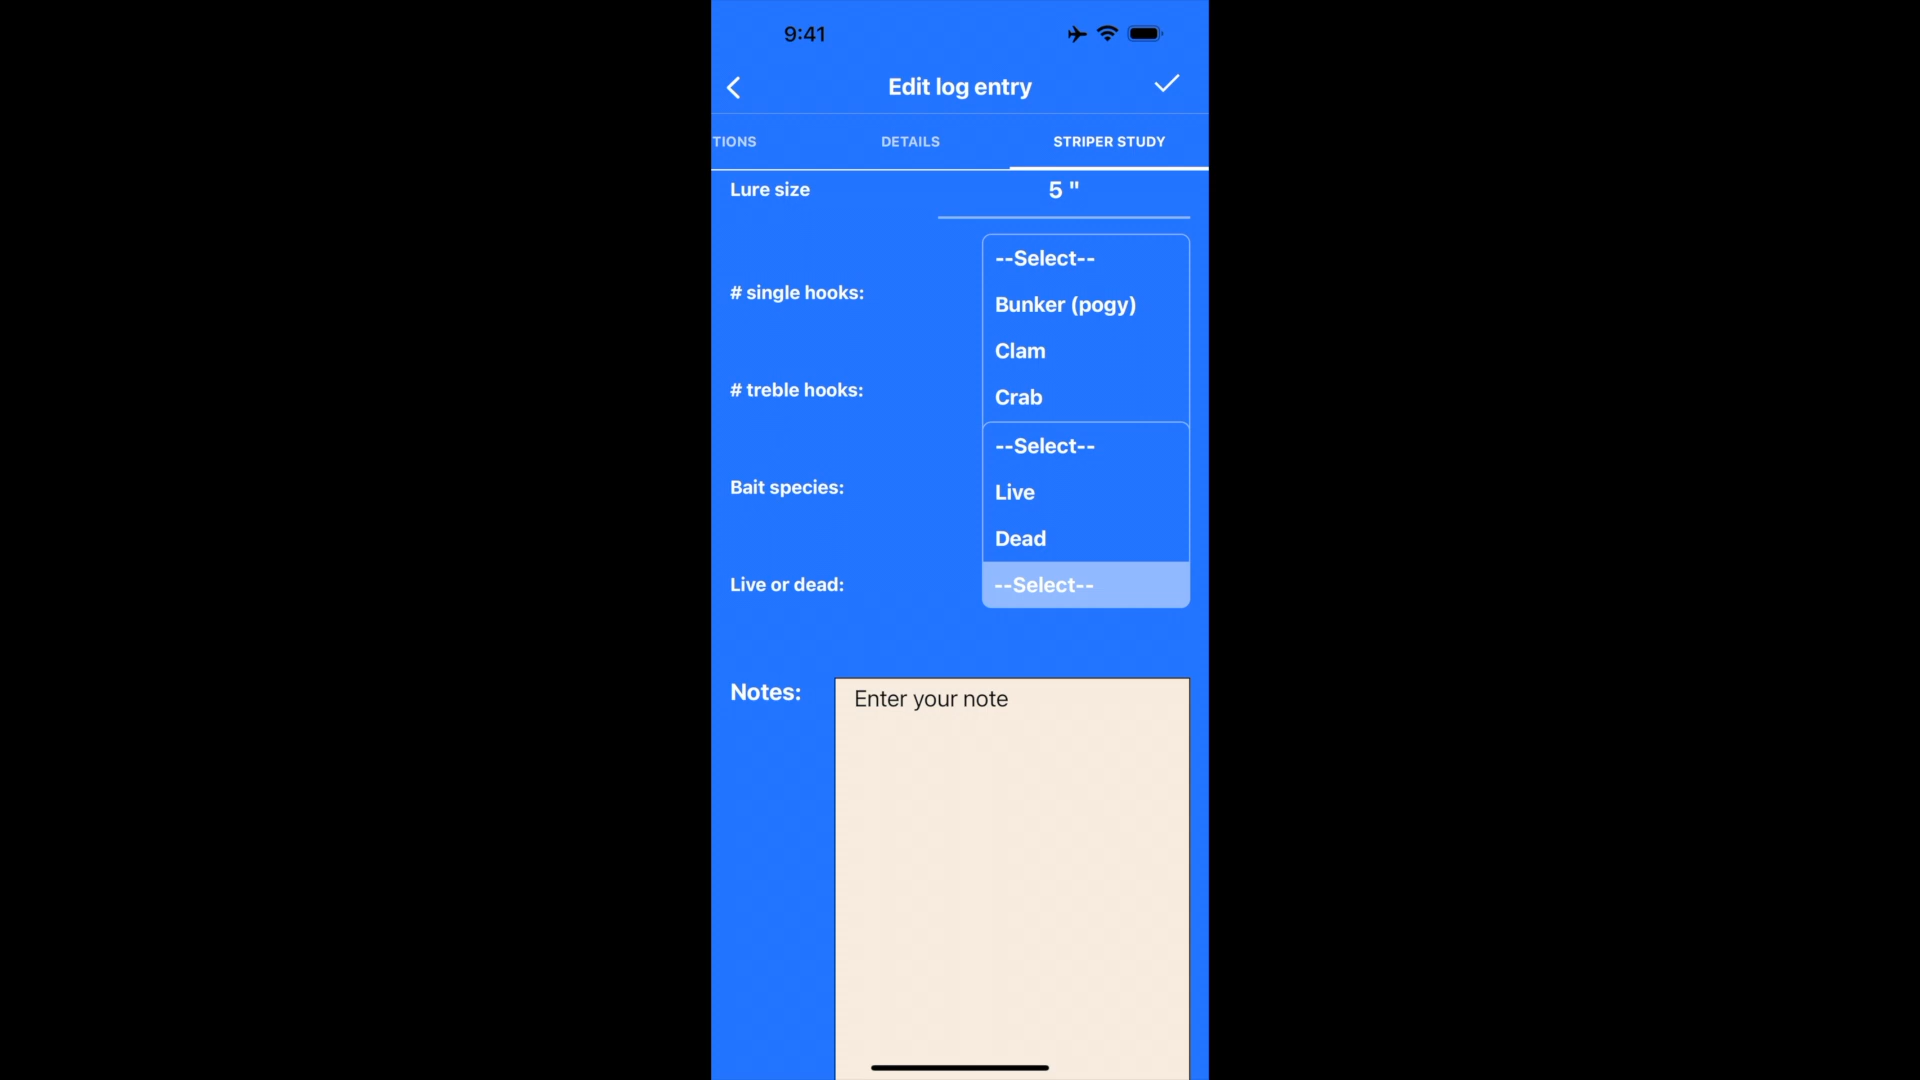 9:41
Edit log entry
TIONS DETAILS STRIPER STUDY
Lure size 5 "
--Select--
# single hooks:
Bunker (pogy)
Clam
# treble hooks:
Crab
--Select--
Bait species:
Live
Dead
Live or dead: --Select--
Notes: Enter your note